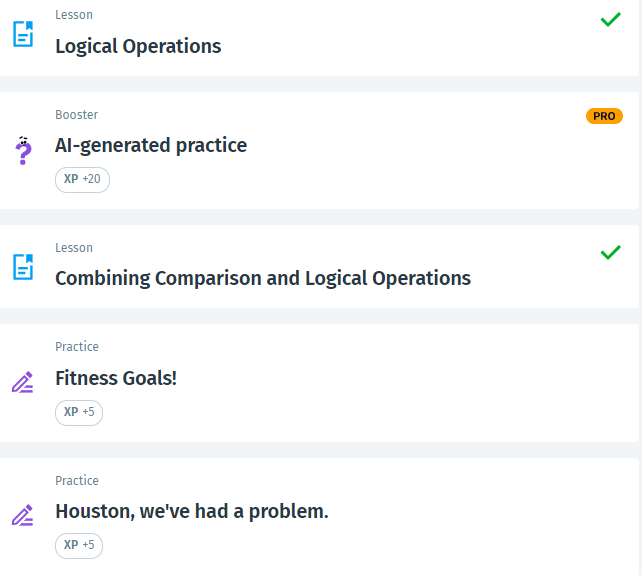 Lesson
Logical Operations
Booster
PRO
AI-generated practice
XP +20
Lesson
Combining Comparison and Logical Operations
Practice
Fitness Goals!
XP +5
Practice
Houston, we've had a problem.
XP +5